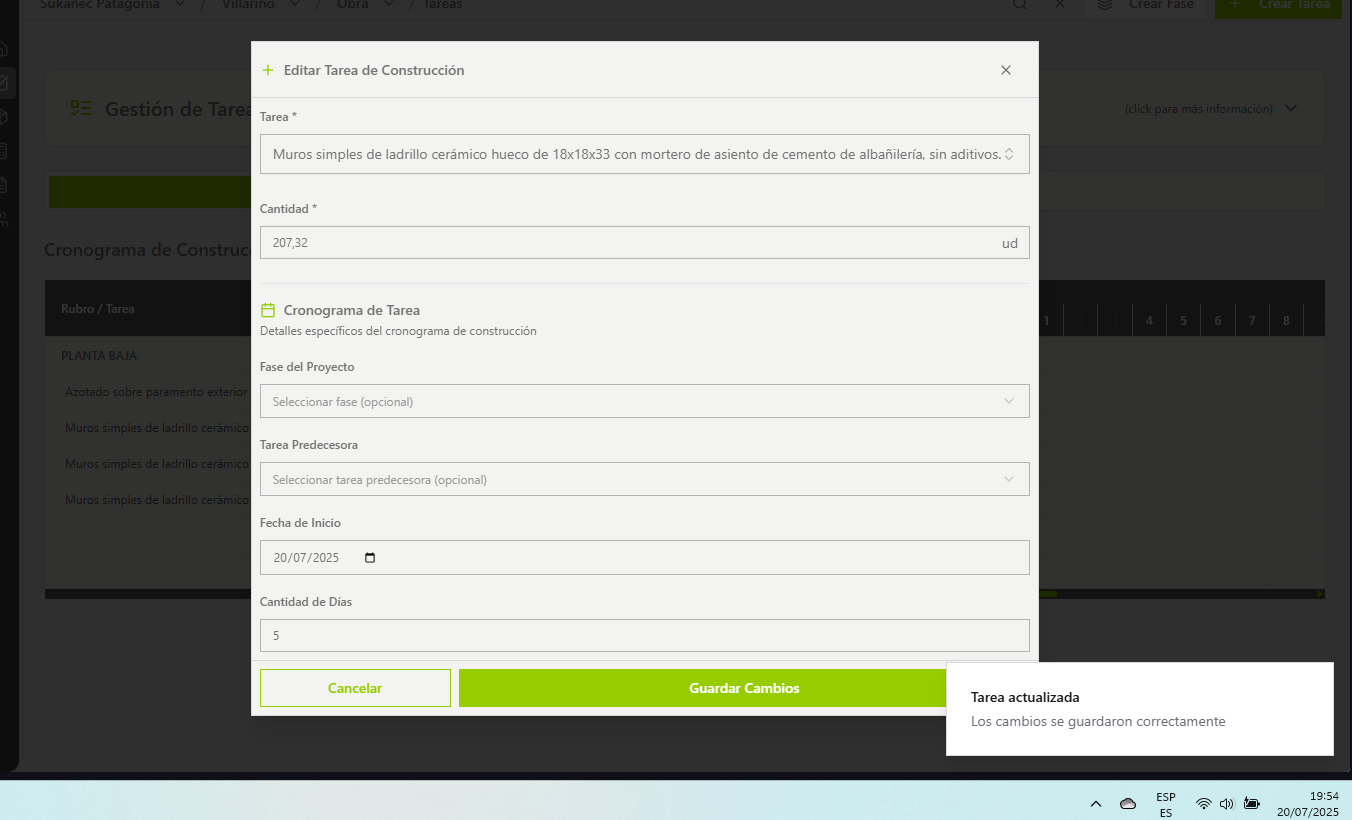 Sukanec Patagonia / Villarino / Obra / Tareas
Crear Fase
+ Crear Tarea
+ Editar Tarea de Construcción
Gestión de Tarea
(click para más información)
Tarea *
Muros simples de ladrillo cerámico hueco de 18x18x33 con mortero de asiento de cemento de albañilería, sin aditivos.
Cantidad *
207,32
ud
Cronograma de Construcc
Cronograma de Tarea
Detalles específicos del cronograma de construcción
Rubro / Tarea
1 2 3 4 5 6 7 8
PLANTA BAJA
Azotado sobre paramento exterior
Muros simples de ladrillo cerámico
Muros simples de ladrillo cerámico
Muros simples de ladrillo cerámico
Fase del Proyecto
Seleccionar fase (opcional)
Tarea Predecesora
Seleccionar tarea predecesora (opcional)
Fecha de Inicio
20/07/2025
Cantidad de Días
5
Cancelar
Guardar Cambios
Tarea actualizada
Los cambios se guardaron correctamente
ESP
ES
19:54
20/07/2025